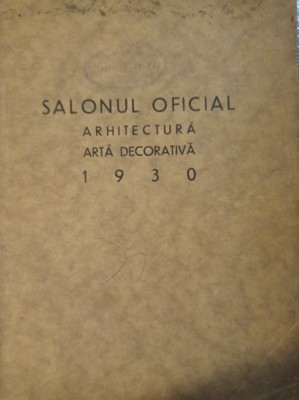 SALONUL OFICIAL
ARHITECTURĂ
ARTĂ DECORATIVĂ
1930